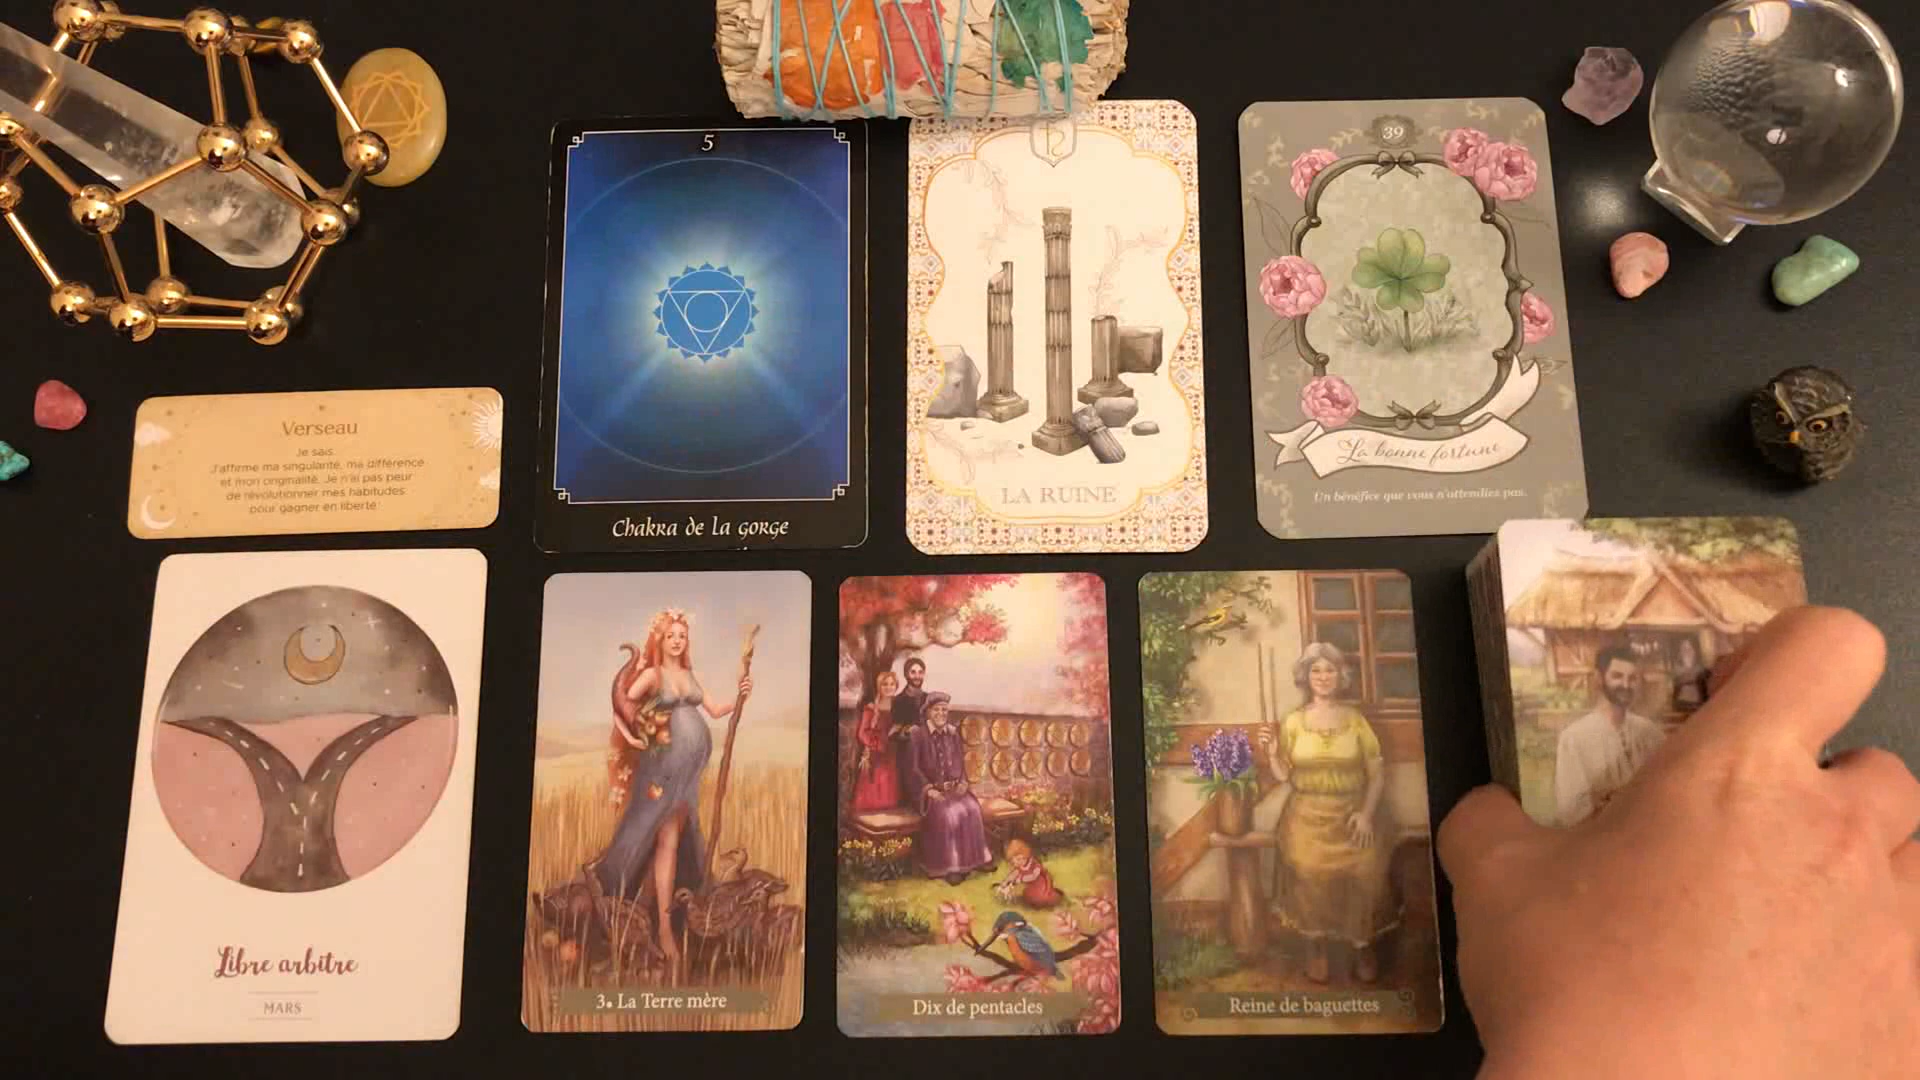 5
Chakra de la gorge
LA RUINE
39
La bonne fortune
Un bénéfice que vous n'attendiez pas.
Verseau
Je sais.
J'affirme ma singularité, ma différence
et mon originalité. Je n'ai pas peur
de révolutionner mes habitudes
pour gagner en liberté.
Libre arbitre
MARS
3. La Terre mère
Dix de pentacles
Reine de baguettes